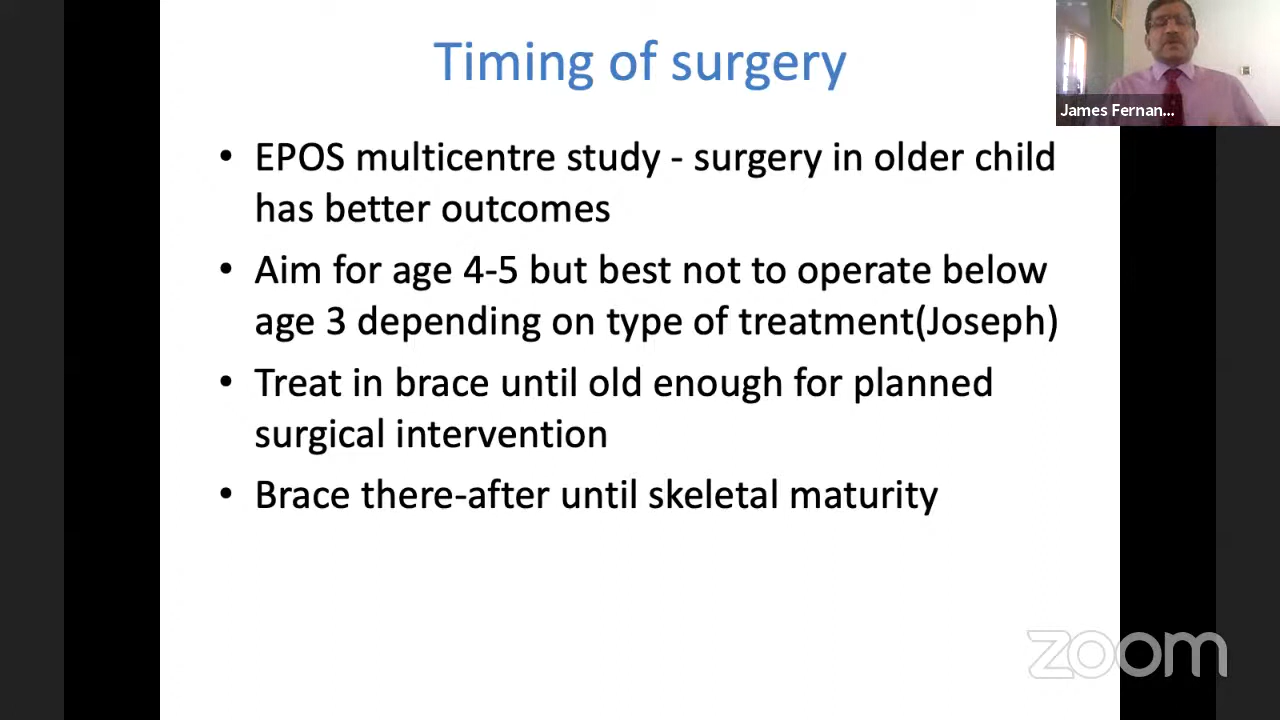 Timing of surgery
James Fernan...
• EPOS multicentre study - surgery in older child
has better outcomes
• Aim for age 4-5 but best not to operate below
age 3 depending on type of treatment(Joseph)
• Treat in brace until old enough for planned
surgical intervention
• Brace there-after until skeletal maturity
zoom